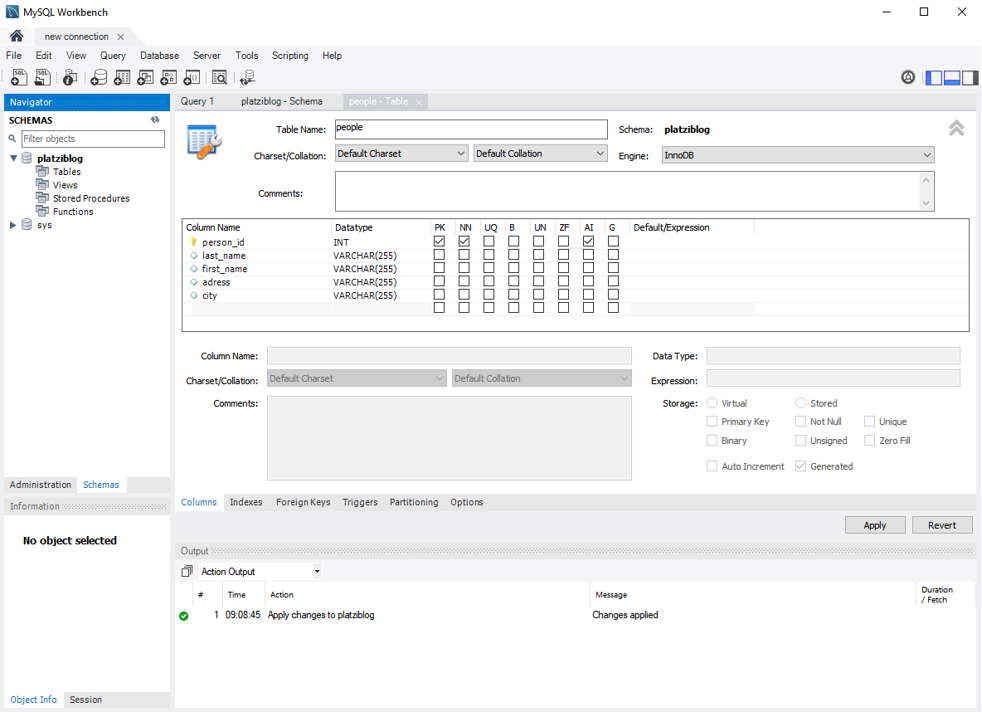 MySQL Workbench
new connection
File Edit View Query Database Server Tools Scripting Help
Navigator
SCHEMAS
Filter objects
platziblog
Tables
Views
Stored Procedures
Functions
sys
Administration Schemas
Information
No object selected
Object Info Session
Query 1 platziblog - Schema people - Table
Table Name: people Schema: platziblog
Charset/Collation: Default Charset Default Collation Engine: InnoDB
Comments:
Column Name Datatype PK NN UQ B UN ZF AI G Default/Expression
person_id INT
last_name VARCHAR(255)
first_name VARCHAR(255)
adress VARCHAR(255)
city VARCHAR(255)
Column Name: Data Type:
Charset/Collation: Default Charset Default Collation Expression:
Comments: Storage: Virtual Stored
Primary Key Not Null Unique
Binary Unsigned Zero Fill
Auto Increment Generated
Columns Indexes Foreign Keys Triggers Partitioning Options
Apply Revert
Output
Action Output
# Time Action Message Duration / Fetch
1 09:08:45 Apply changes to platziblog Changes applied